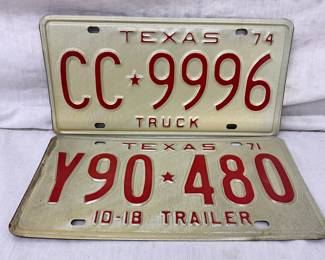 TEXAS 74
CC★9996
TRUCK
TEXAS 71
Y90★480
10-18 TRAILER